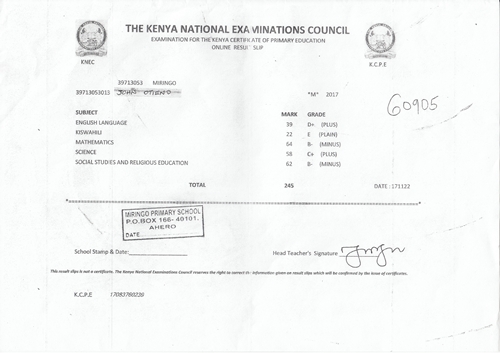 THE KENYA NATIONAL EXAMINATIONS COUNCIL
EXAMINATION FOR THE KENYA CERTIFICATE OF PRIMARY EDUCATION
ONLINE RESULT SLIP
KNEC
K.C.P.E
39713053 MIRINGO
39713053013 JOHN OTIENO
"M" 2017
60905
SUBJECT MARK GRADE
ENGLISH LANGUAGE 38 D+ (PLUS)
KISWAHILI 22 E (PLAIN)
MATHEMATICS 64 B- (MINUS)
SCIENCE 58 C+ (PLUS)
SOCIAL STUDIES AND RELIGIOUS EDUCATION 62 B- (MINUS)
TOTAL 245 DATE :171122
MIRINGO PRIMARY SCHOOL
P.O.BOX 166- 40101,
AHERO
DATE
School Stamp & Date:
Head Teacher's Signature
This result slips is not a certificate. The Kenya National Examinations Council reserves the right to correct the information given on result slips which will be confirmed by the issue of certificates.
K.C.P.E 17083760239